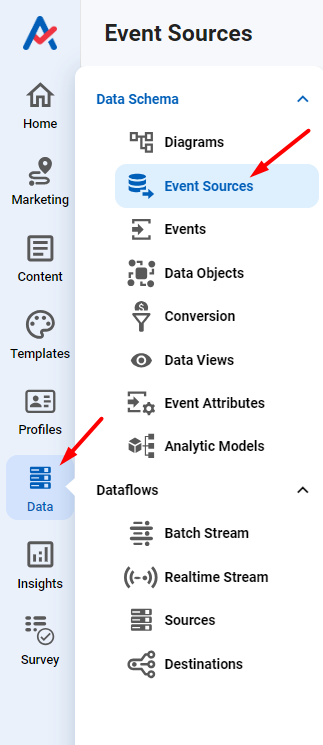 Event Sources
Home
Marketing
Content
Templates
Profiles
Data
Insights
Survey
Data Schema
Diagrams
Event Sources
Events
Data Objects
Conversion
Data Views
Event Attributes
Analytic Models
Dataflows
Batch Stream
Realtime Stream
Sources
Destinations